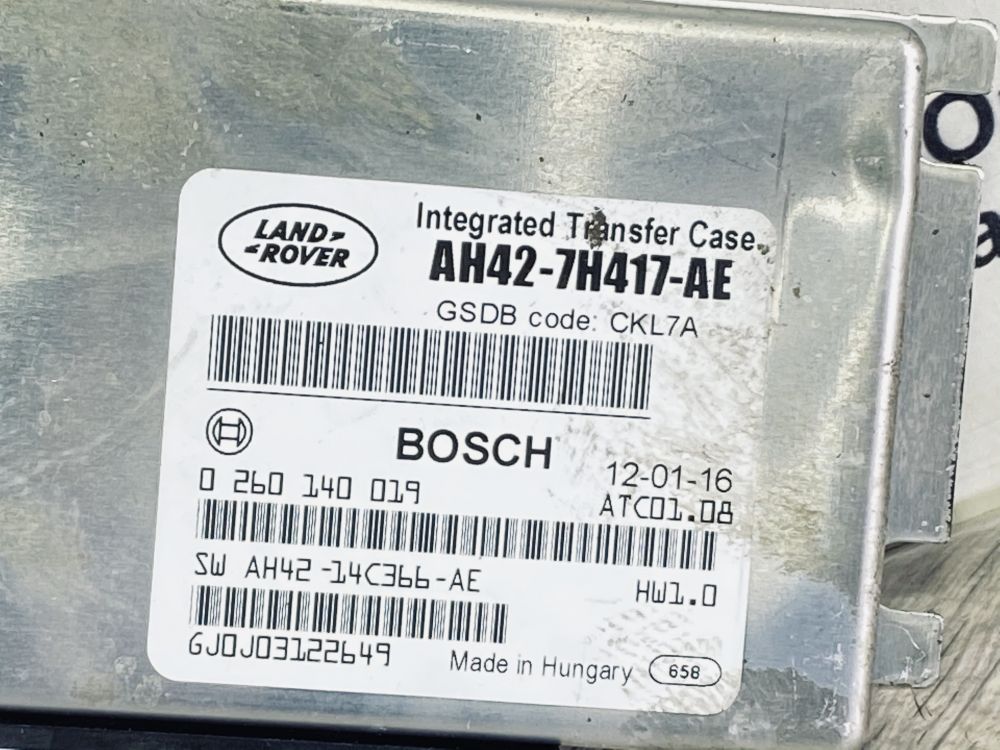 LAND
ROVER
Integrated Transfer Case
AH42-7H417-AE
GSDB code: CKL7A
BOSCH
12-01-16
0 260 140 019
ATC01.08
SW AH42-14C366-AE
HW1.0
GJ0J03122649
Made in Hungary
658